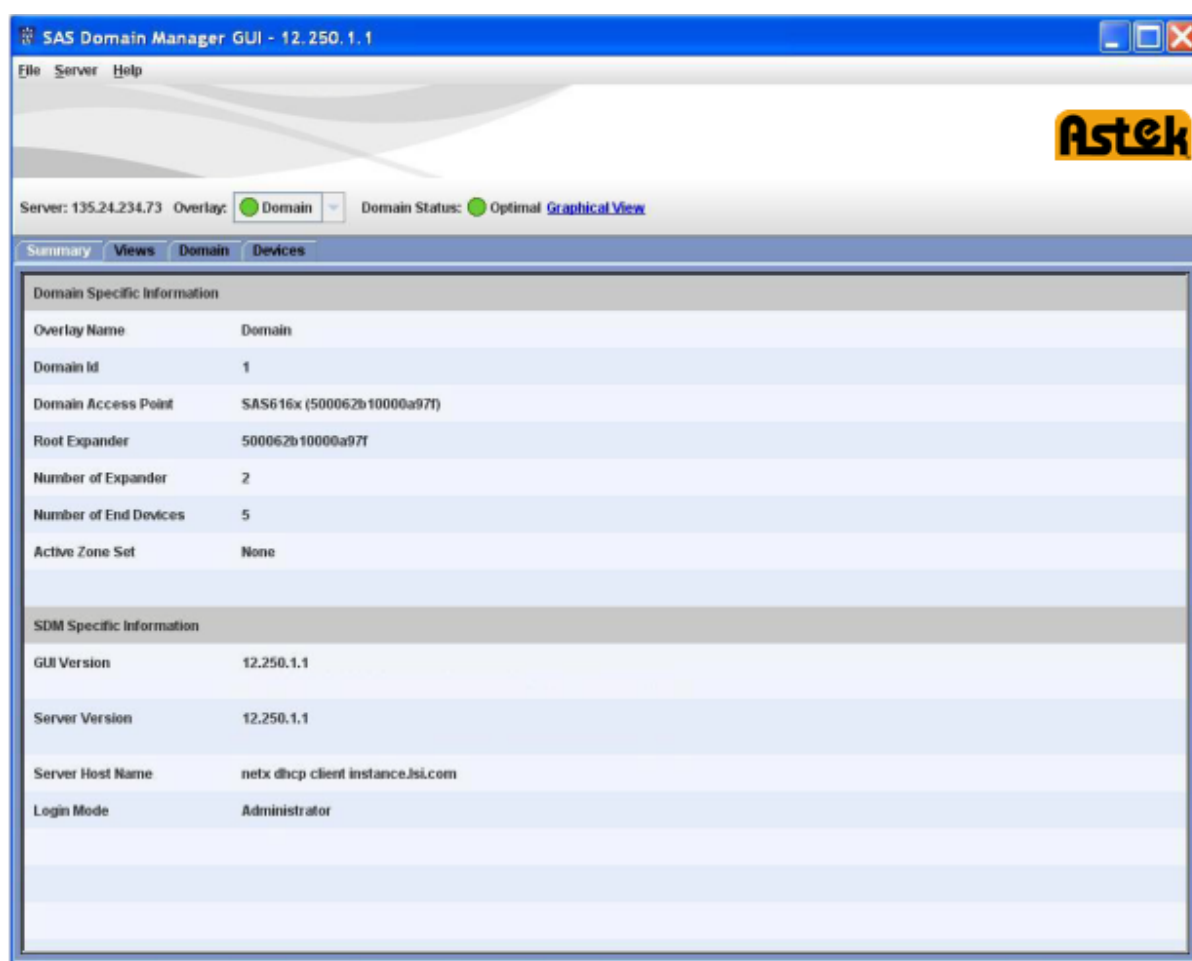 SAS Domain Manager GUI - 12.250.1.1
File Server Help
Astek
Server: 135.24.234.73 Overlay: Domain Domain Status: Optimal Graphical View
Summary Views Domain Devices
Domain Specific Information
Overlay Name Domain
Domain Id 1
Domain Access Point SAS616x (500062b10000a97f)
Root Expander 500062b10000a97f
Number of Expander 2
Number of End Devices 5
Active Zone Set None
SDM Specific Information
GUI Version 12.250.1.1
Server Version 12.250.1.1
Server Host Name netx dhcp client instance.lsi.com
Login Mode Administrator